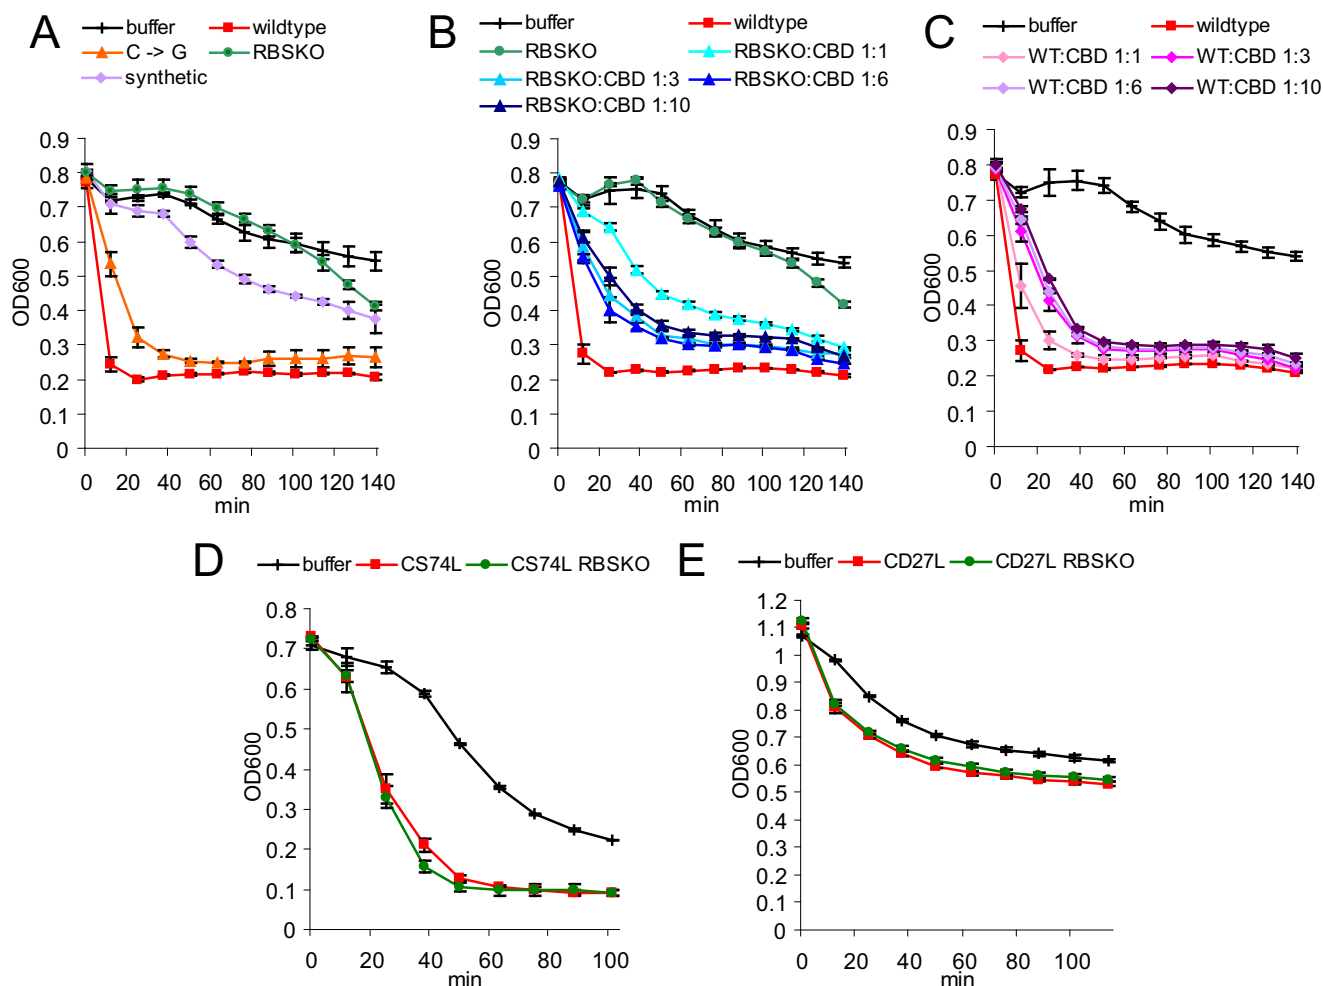 A
buffer
wildtype
C -> G
RBSKO
synthetic
0.9
0.8
0.7
0.6
0.5
0.4
0.3
0.2
0.1
0
OD600
0 20 40 60 80 100 120 140
min
B
buffer
wildtype
RBSKO
RBSKO:CBD 1:1
RBSKO:CBD 1:3
RBSKO:CBD 1:6
RBSKO:CBD 1:10
0.9
0.8
0.7
0.6
0.5
0.4
0.3
0.2
0.1
0
OD600
0 20 40 60 80 100 120 140
min
C
buffer
wildtype
WT:CBD 1:1
WT:CBD 1:3
WT:CBD 1:6
WT:CBD 1:10
0.9
0.8
0.7
0.6
0.5
0.4
0.3
0.2
0.1
0
OD600
0 20 40 60 80 100 120 140
min
D
buffer
CS74L
CS74L RBSKO
0.8
0.7
0.6
0.5
0.4
0.3
0.2
0.1
0
OD600
0 20 40 60 80 100
min
E
buffer
CD27L
CD27L RBSKO
1.2
1.1
1
0.9
0.8
0.7
0.6
0.5
0.4
0.3
0.2
0.1
0
OD600
0 20 40 60 80 100
min